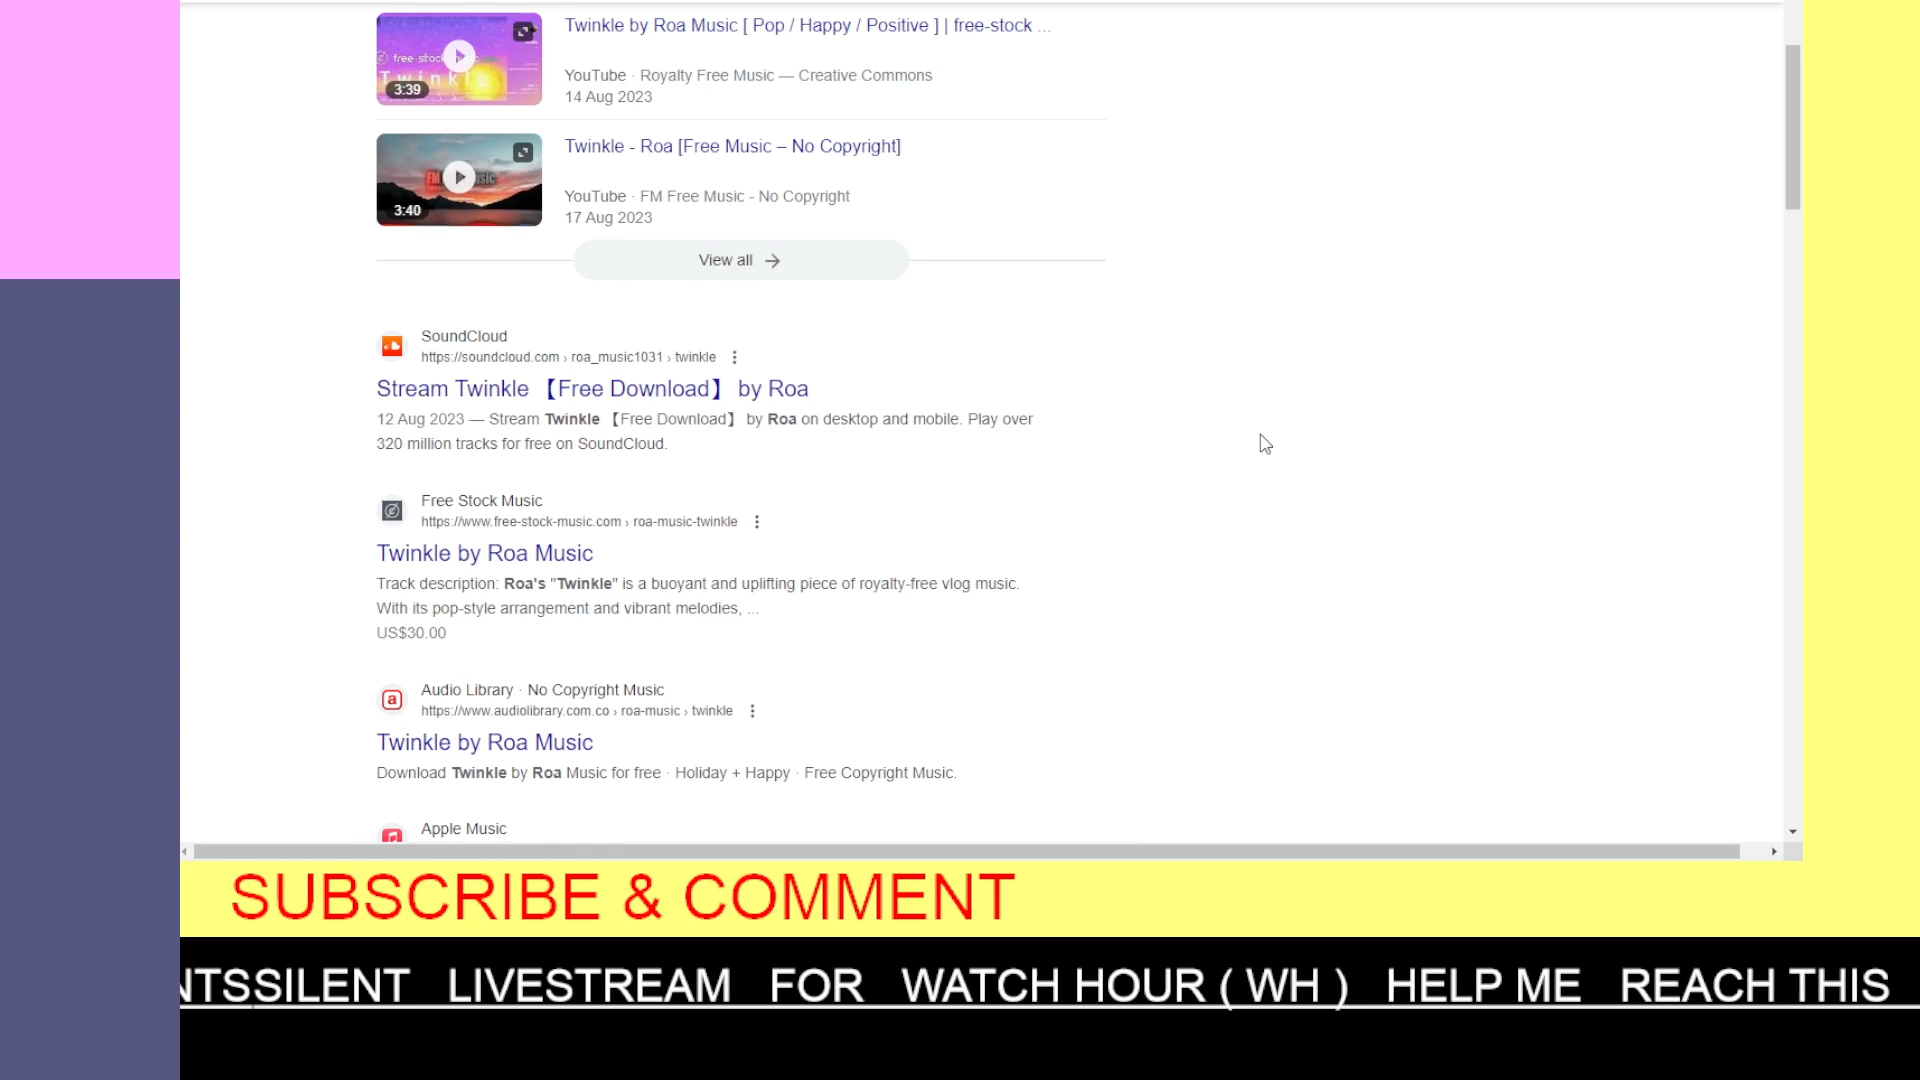 Twinkle by Roa Music [ Pop / Happy / Positive ] | free-stock ...
free-stoc
Twinkle
3:39
YouTube · Royalty Free Music — Creative Commons
14 Aug 2023
Twinkle - Roa [Free Music – No Copyright]
FM
sic
3:40
YouTube · FM Free Music - No Copyright
17 Aug 2023
View all
SoundCloud
https://soundcloud.com › roa_music1031 › twinkle
Stream Twinkle 【Free Download】 by Roa
12 Aug 2023 — Stream Twinkle 【Free Download】 by Roa on desktop and mobile. Play over
320 million tracks for free on SoundCloud.
Free Stock Music
https://www.free-stock-music.com › roa-music-twinkle
Twinkle by Roa Music
Track description: Roa's "Twinkle" is a buoyant and uplifting piece of royalty-free vlog music.
With its pop-style arrangement and vibrant melodies, ...
US$30.00
Audio Library · No Copyright Music
https://www.audiolibrary.com.co › roa-music › twinkle
Twinkle by Roa Music
Download Twinkle by Roa Music for free · Holiday + Happy · Free Copyright Music.
Apple Music
SUBSCRIBE & COMMENT
NTSSILENT LIVESTREAM FOR WATCH HOUR ( WH ) HELP ME REACH THIS